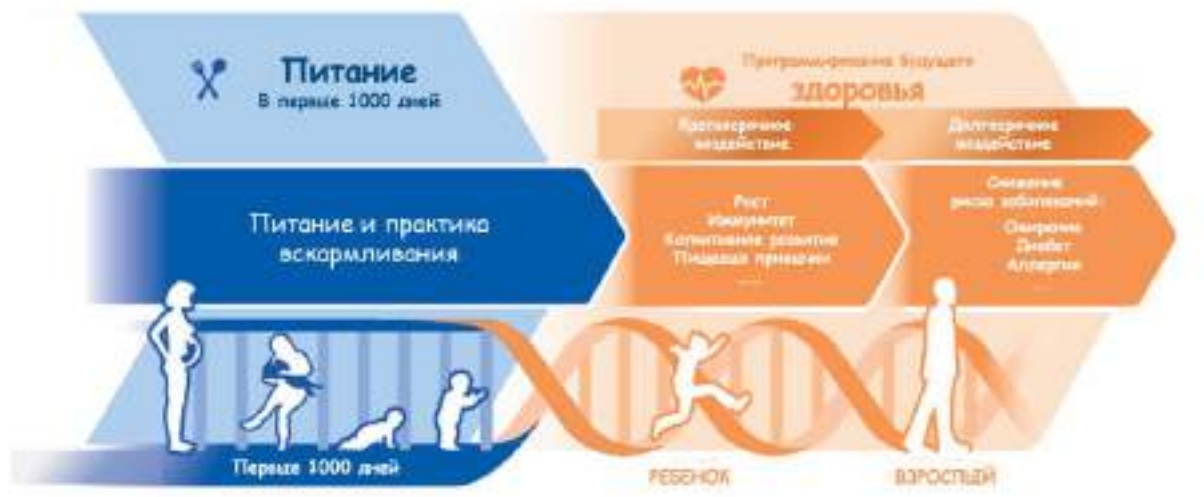 Питание
В первые 1000 дней
Программирование будущего
здоровья
Краткосрочное
воздействие
Долгосрочное
воздействие
Питание и практика
вскармливания
Рост
Иммунитет
Когнитивное развитие
Пищевые привычки
.....
Снижение
риска заболеваний:
Ожирение
Диабет
Аллергии
....
Первые 1000 дней
РЕБЕНОК
ВЗРОСЛЫЙ